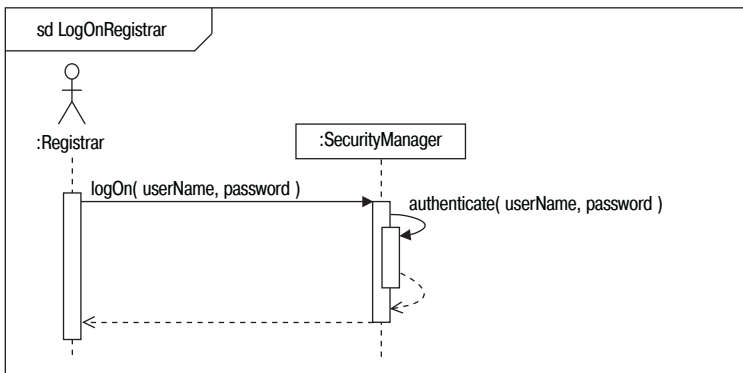 sd LogOnRegistrar
:Registrar
:SecurityManager
logOn( userName, password )
authenticate( userName, password )